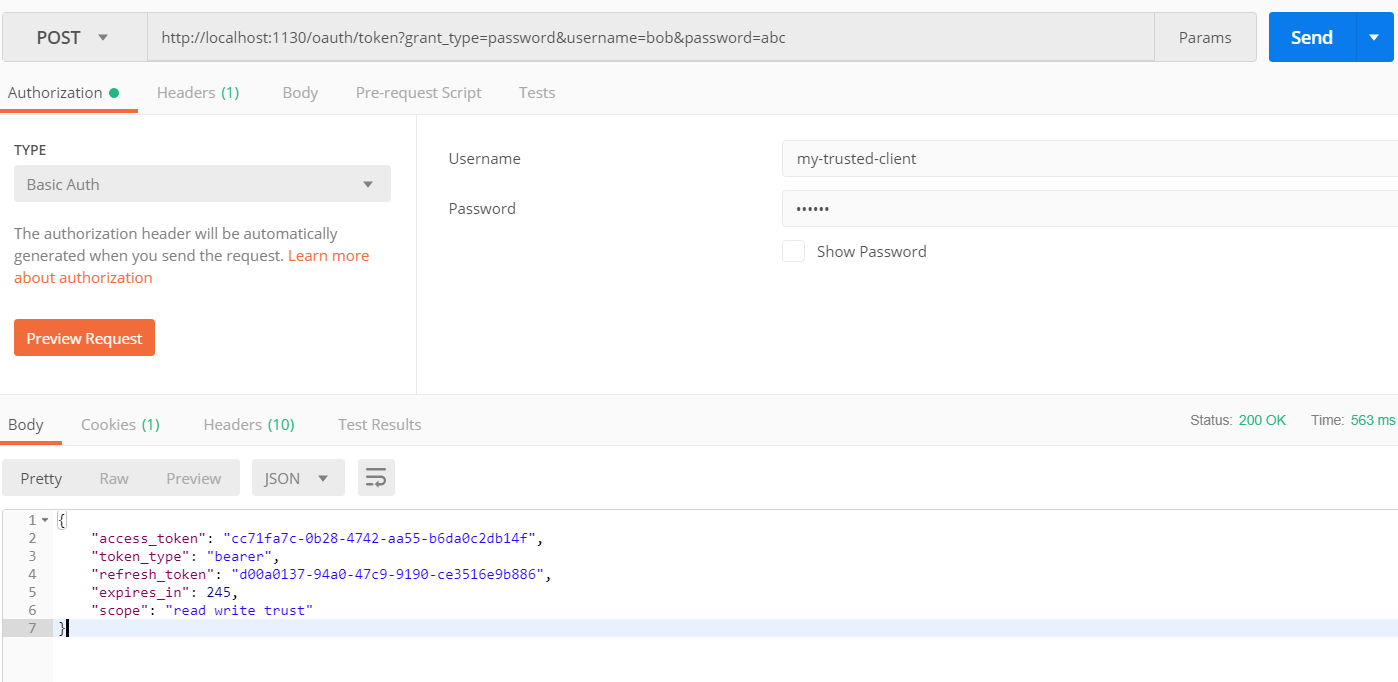 POST http://localhost:1130/oauth/token?grant_type=password&username=bob&password=abc Params Send
Authorization Headers (1) Body Pre-request Script Tests
TYPE
Basic Auth
The authorization header will be automatically
generated when you send the request. Learn more
about authorization
Preview Request
Username my-trusted-client
Password ••••••
Show Password
Body Cookies (1) Headers (10) Test Results Status: 200 OK Time: 563 ms
Pretty Raw Preview JSON
1 {
2 "access_token": "cc71fa7c-0b28-4742-aa55-b6da0c2db14f",
3 "token_type": "bearer",
4 "refresh_token": "d00a0137-94a0-47c9-9190-ce3516e9b886",
5 "expires_in": 245,
6 "scope": "read write trust"
7 }